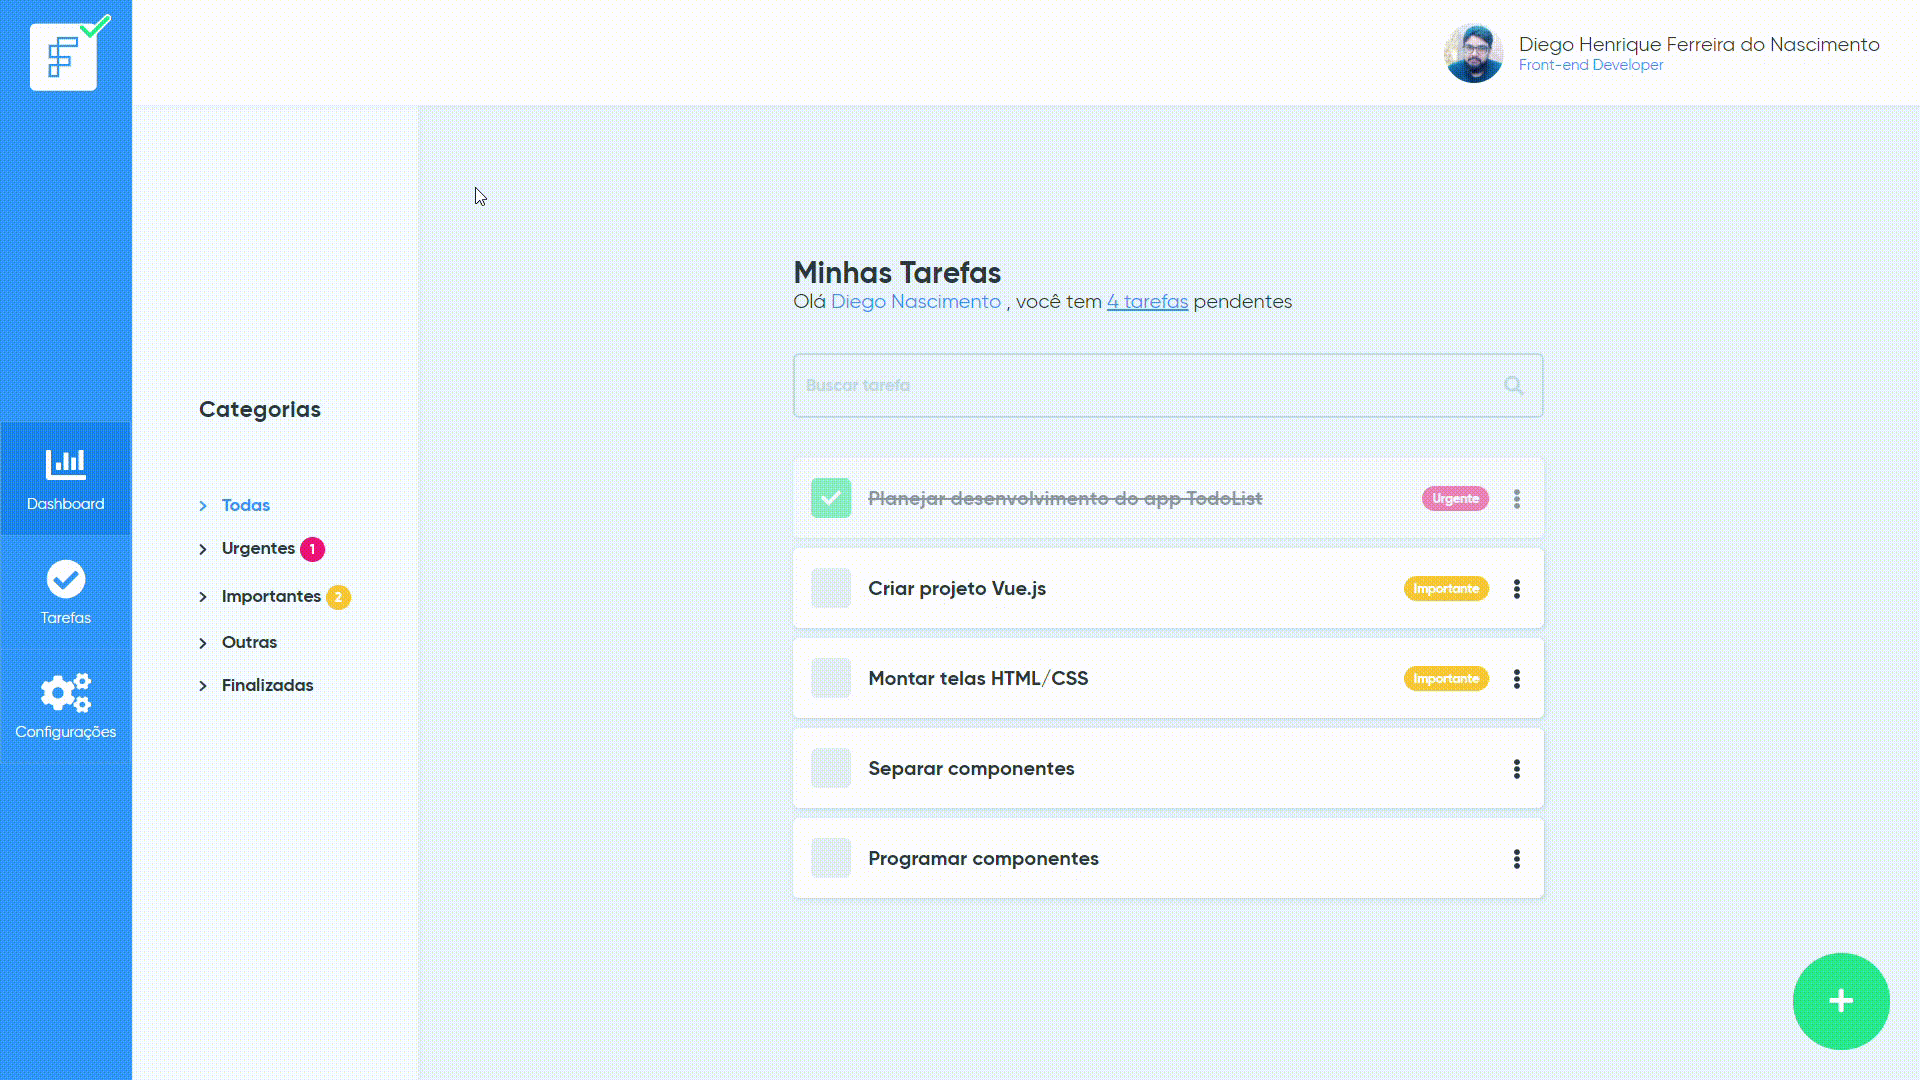 Diego Henrique Ferreira do Nascimento
Front-end Developer
Dashboard
Tarefas
Configurações
Categorias
Todas
Urgentes 1
Importantes 2
Outras
Finalizadas
Minhas Tarefas
Olá Diego Nascimento , você tem 4 tarefas pendentes
Buscar tarefa
Planejar desenvolvimento do app TodoList Urgente
Criar projeto Vue.js Importante
Montar telas HTML/CSS Importante
Separar componentes
Programar componentes